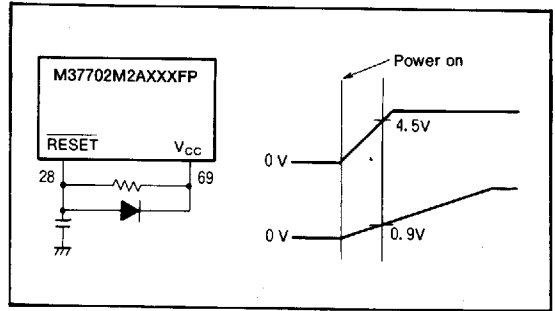 M37702M2AXXXFP
RESET
VCC
28
69
Power on
0 V
4.5V
0 V
0.9V